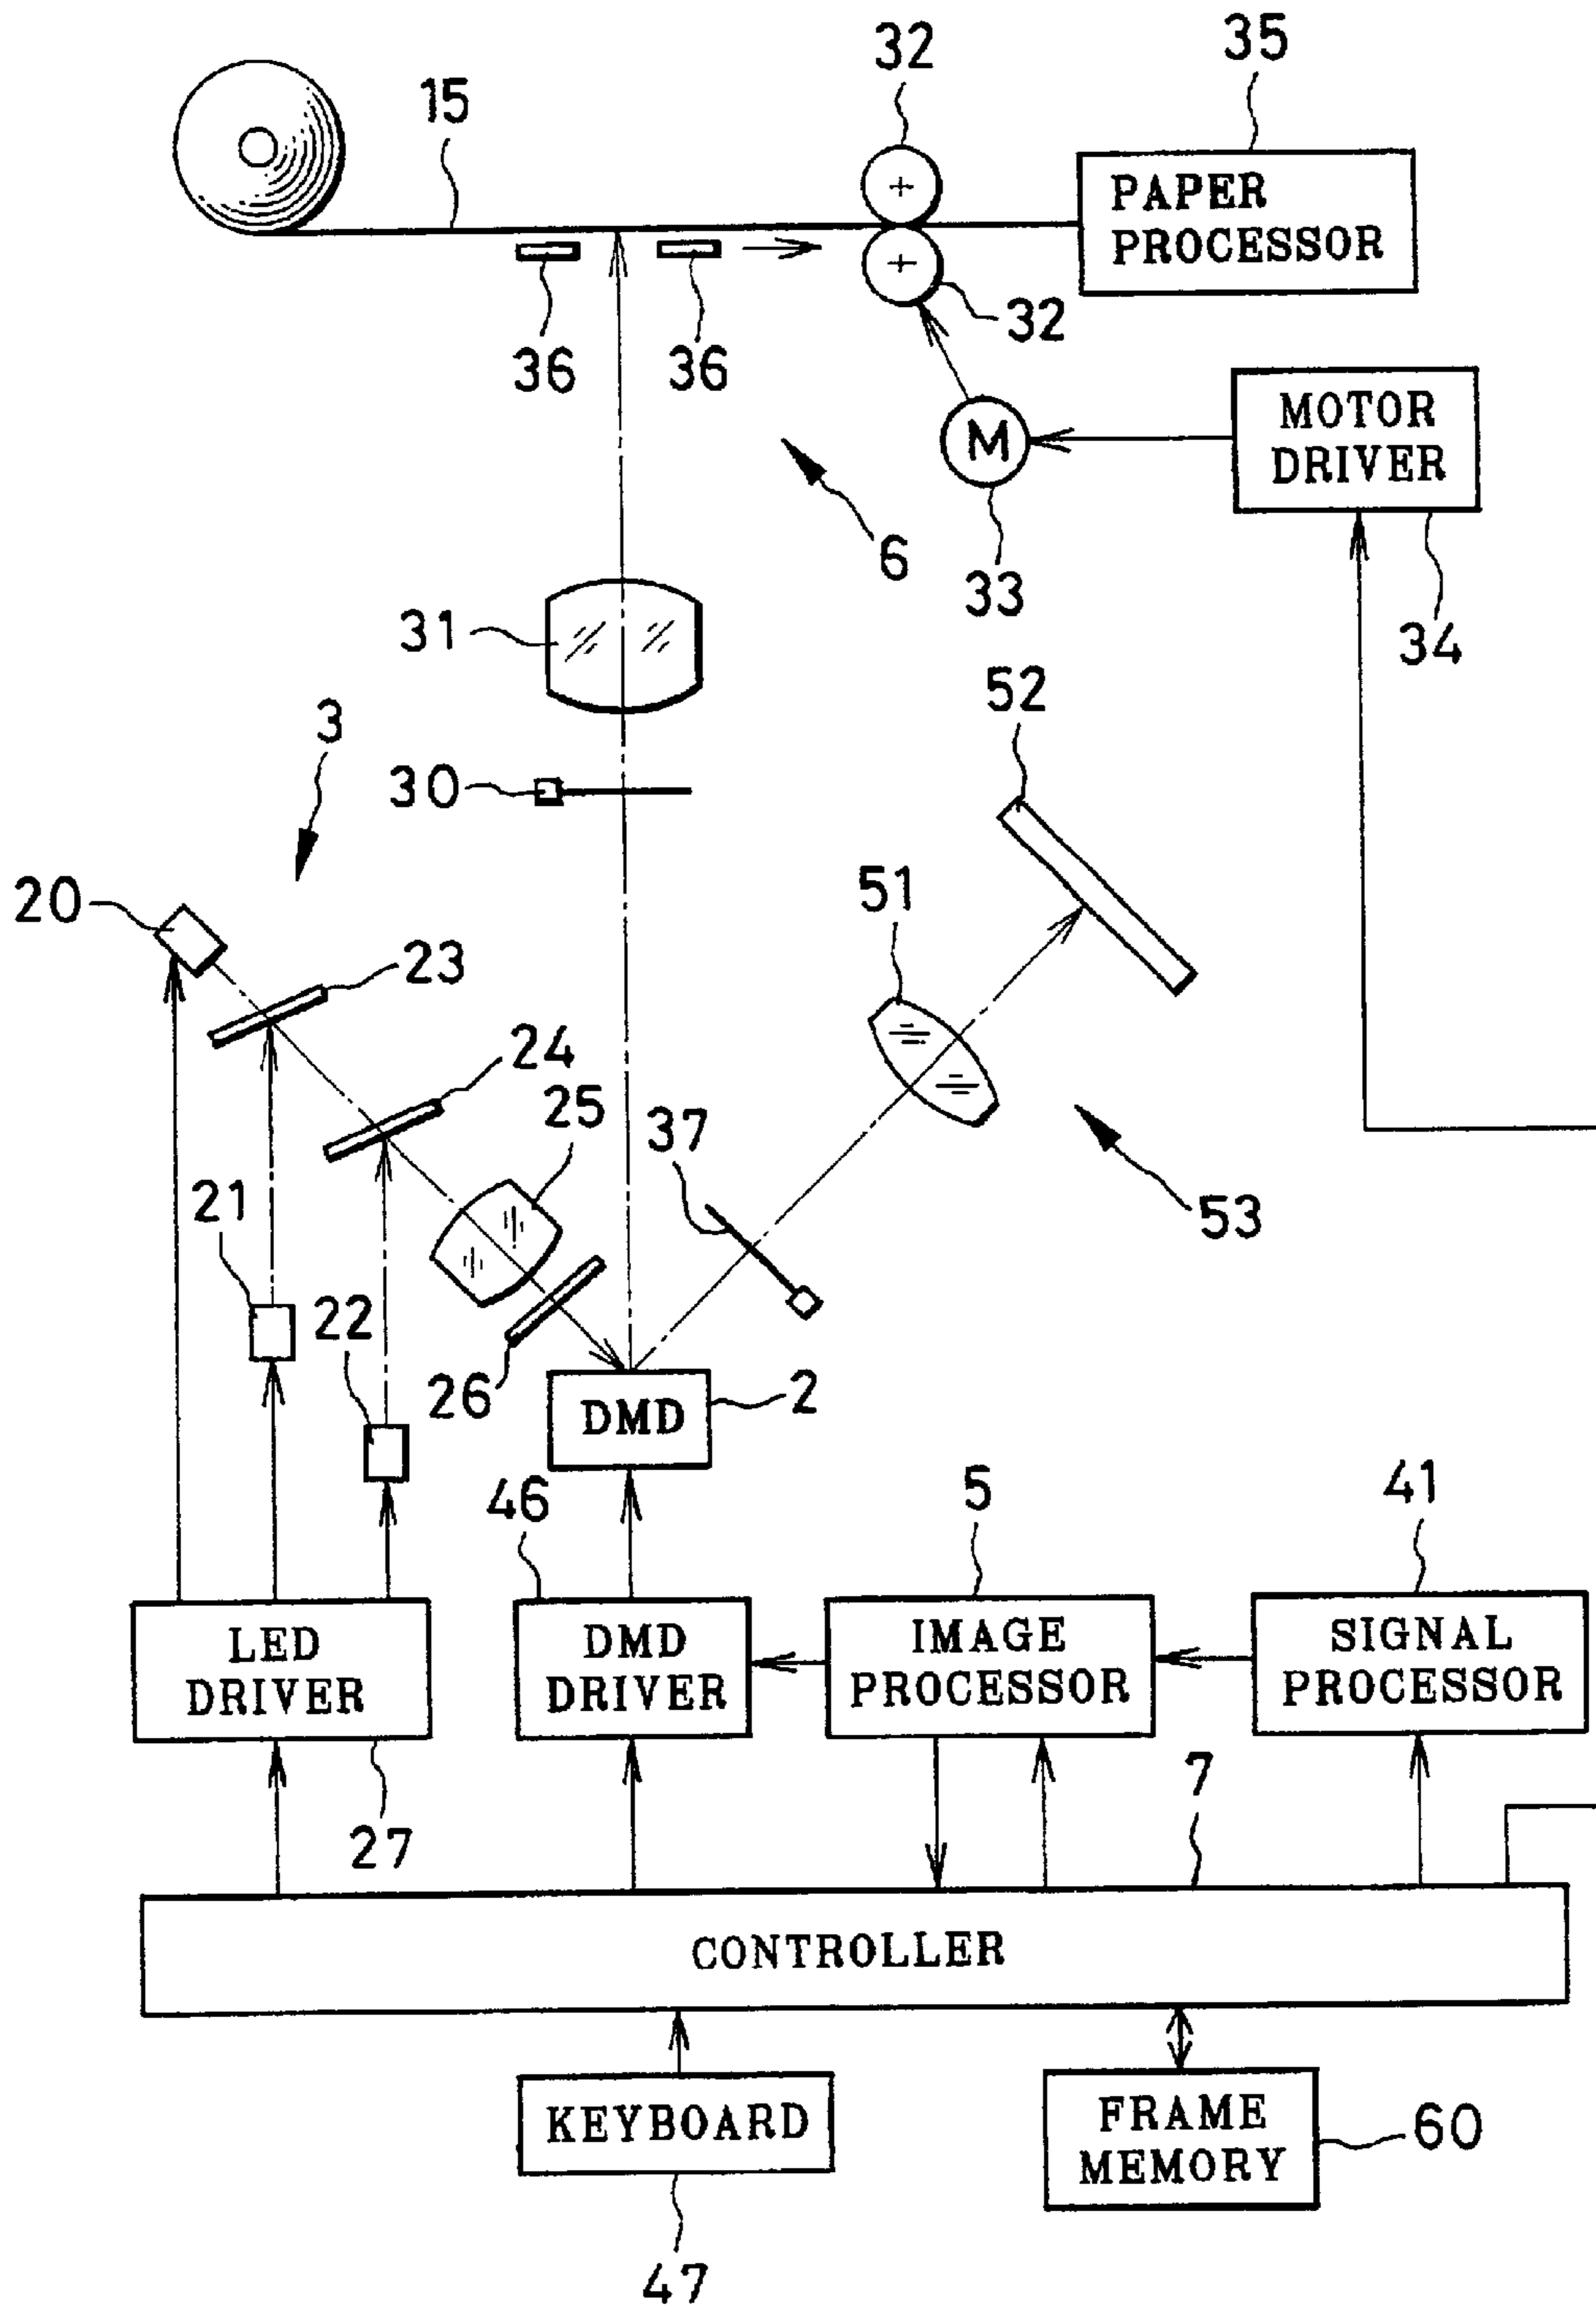 32
35
15
PAPER
PROCESSOR
36
36
32
MOTOR
DRIVER
M
6
33
34
31
3
52
30
20
51
23
24
25
37
21
53
22
26
DMD
2
46
5
41
LED
DRIVER
DMD
DRIVER
IMAGE
PROCESSOR
SIGNAL
PROCESSOR
27
7
CONTROLLER
KEYBOARD
FRAME
MEMORY
60
47